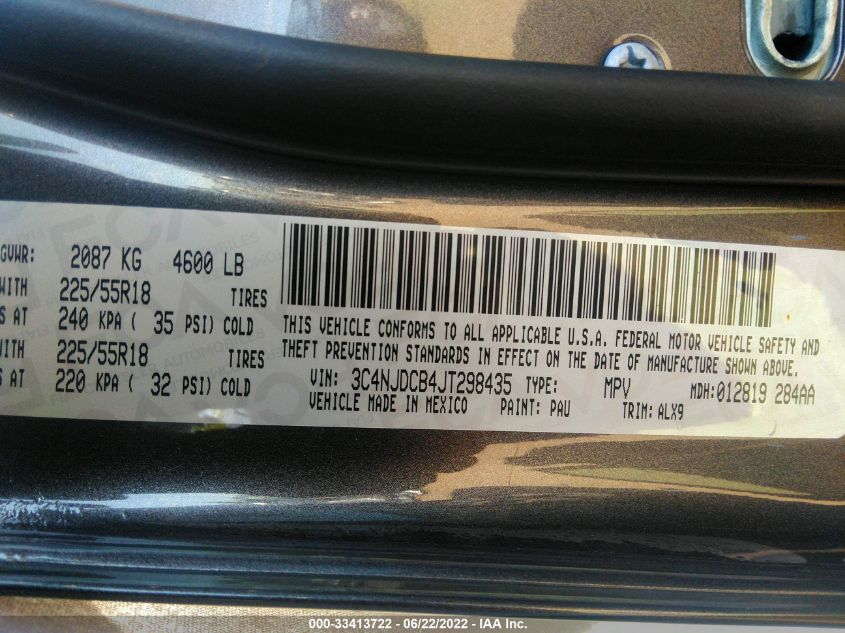 GVWR: 2087 KG 4600 LB
WITH 225/55R18 TIRES
S AT 240 KPA ( 35 PSI) COLD
WITH 225/55R18 TIRES
S AT 220 KPA ( 32 PSI) COLD
THIS VEHICLE CONFORMS TO ALL APPLICABLE U.S.A. FEDERAL MOTOR VEHICLE SAFETY AND
THEFT PREVENTION STANDARDS IN EFFECT ON THE DATE OF MANUFACTURE SHOWN ABOVE.
VIN: 3C4NJDCB4JT298435 TYPE: MPV MDH: 012819 284AA
VEHICLE MADE IN MEXICO PAINT: PAU TRIM: ALX9
000-33413722 - 06/22/2022 - IAA Inc.